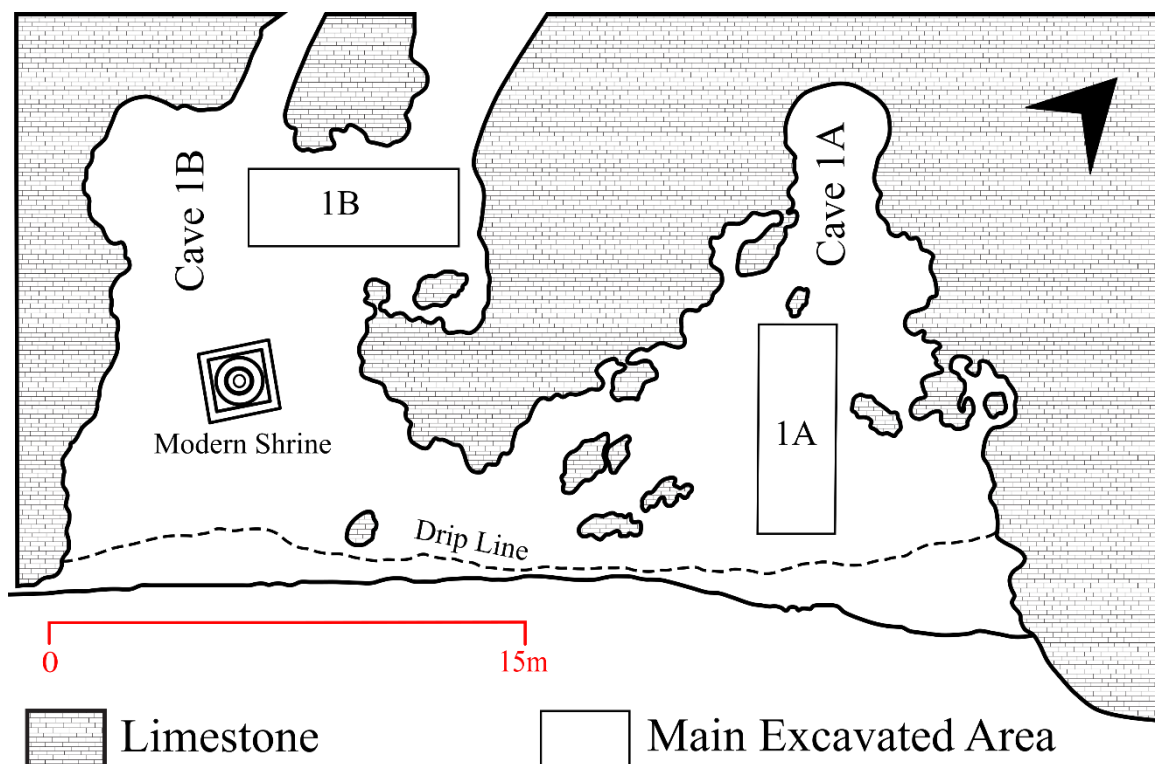 Cave 1B
1B
Cave 1A
Modern Shrine
1A
Drip Line
0
15m
Limestone
Main Excavated Area